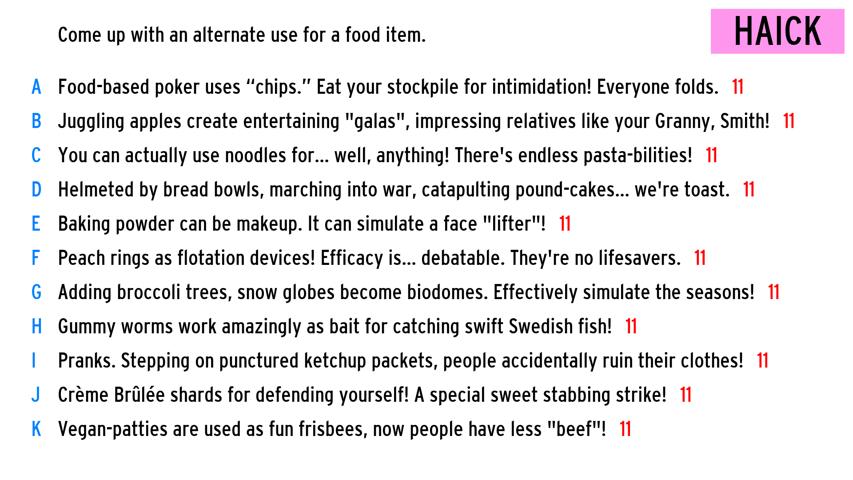 Come up with an alternate use for a food item.
HAICK
A Food-based poker uses “chips.” Eat your stockpile for intimidation! Everyone folds. 11
B Juggling apples create entertaining "galas", impressing relatives like your Granny, Smith! 11
C You can actually use noodles for... well, anything! There's endless pasta-bilities! 11
D Helmeted by bread bowls, marching into war, catapulting pound-cakes... we're toast. 11
E Baking powder can be makeup. It can simulate a face "lifter"! 11
F Peach rings as flotation devices! Efficacy is... debatable. They're no lifesavers. 11
G Adding broccoli trees, snow globes become biodomes. Effectively simulate the seasons! 11
H Gummy worms work amazingly as bait for catching swift Swedish fish! 11
I Pranks. Stepping on punctured ketchup packets, people accidentally ruin their clothes! 11
J Crème Brûlée shards for defending yourself! A special sweet stabbing strike! 11
K Vegan-patties are used as fun frisbees, now people have less "beef"! 11